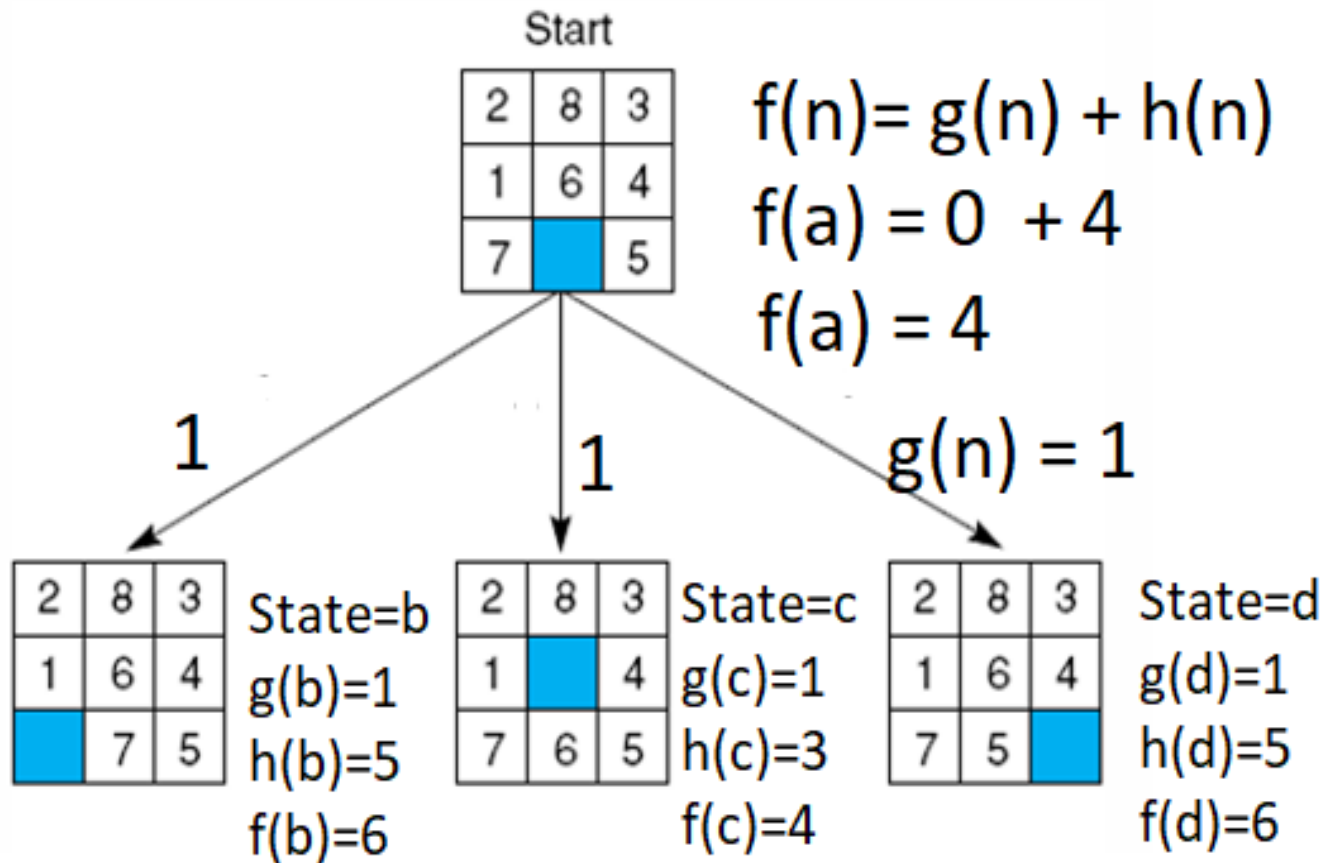 Start
2 8 3
1 6 4
7 5
f(n)= g(n) + h(n)
f(a) = 0 + 4
f(a) = 4
1
1
g(n) = 1
2 8 3
1 6 4
7 5
State=b
g(b)=1
h(b)=5
f(b)=6
2 8 3
1 4
7 6 5
State=c
g(c)=1
h(c)=3
f(c)=4
2 8 3
1 6 4
7 5
State=d
g(d)=1
h(d)=5
f(d)=6